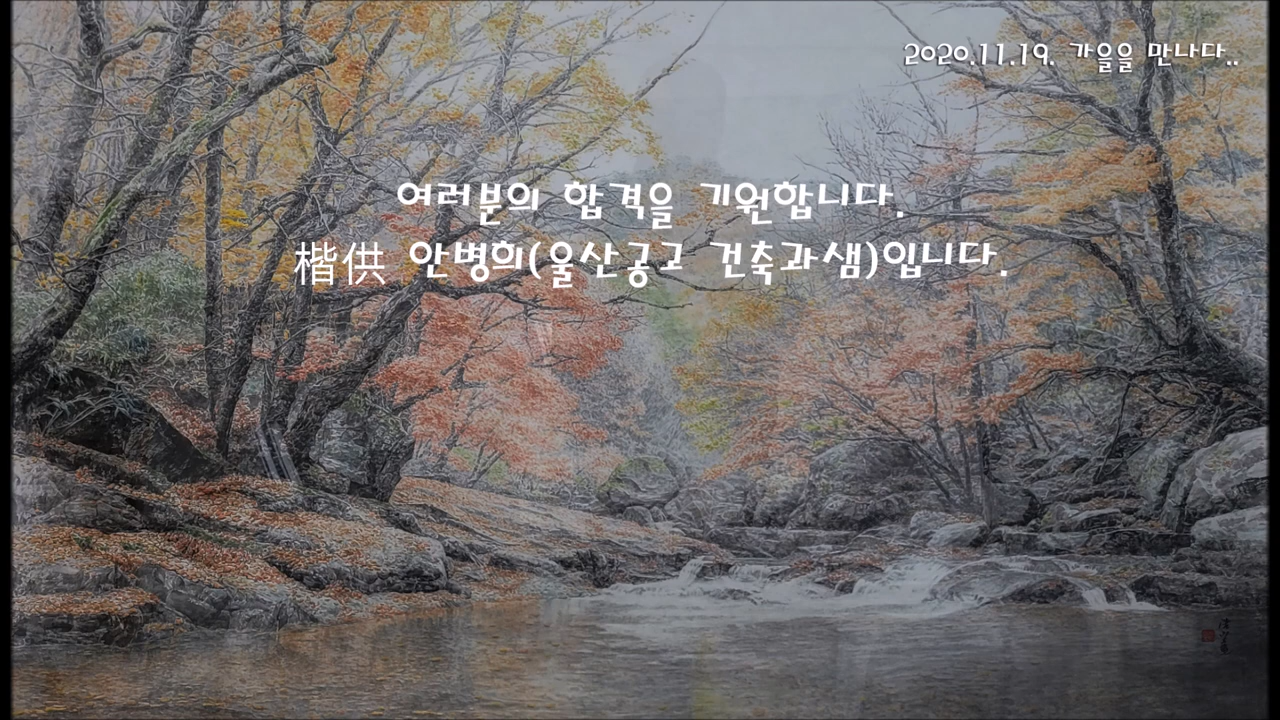 2020.11.19. 가을을 만나다..
여러분의 합격을 기원합니다.
楷供 안병희(울산공고 건축과샘)입니다.